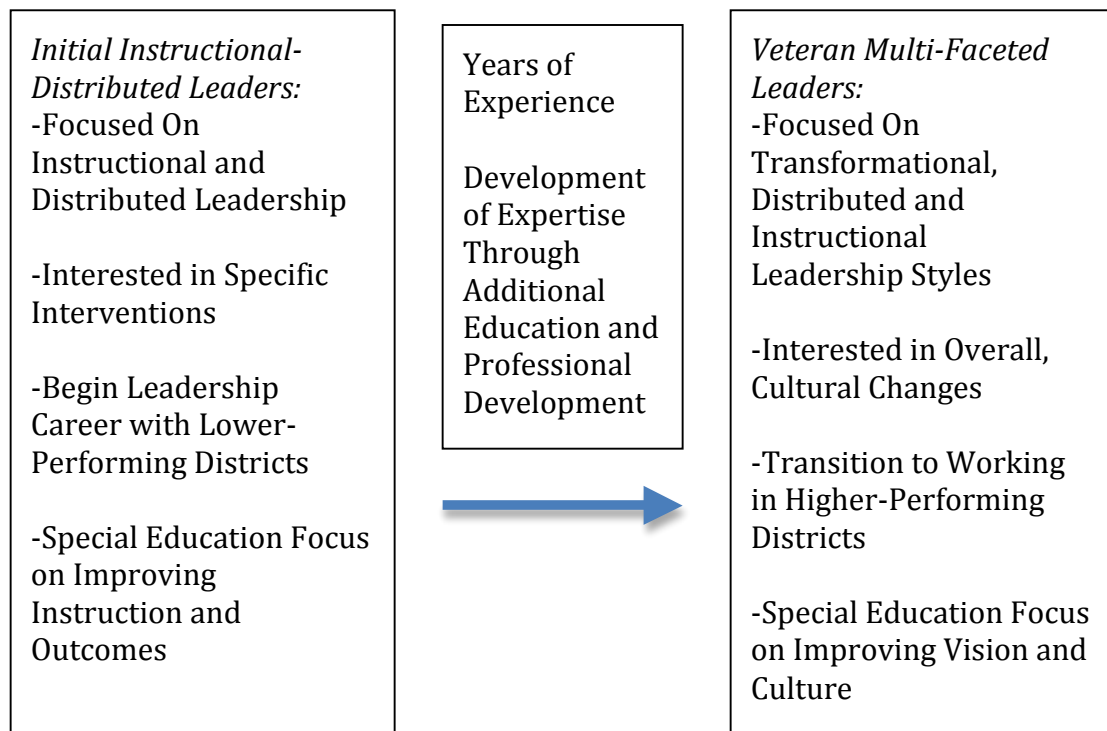 Initial Instructional-
Distributed Leaders:
-Focused On
Instructional and
Distributed Leadership
-Interested in Specific
Interventions
-Begin Leadership
Career with Lower-
Performing Districts
-Special Education Focus
on Improving
Instruction and
Outcomes
Years of
Experience
Development
of Expertise
Through
Additional
Education and
Professional
Development
Veteran Multi-Faceted
Leaders:
-Focused On
Transformational,
Distributed and
Instructional
Leadership Styles
-Interested in Overall,
Cultural Changes
-Transition to Working
in Higher-Performing
Districts
-Special Education Focus
on Improving Vision and
Culture